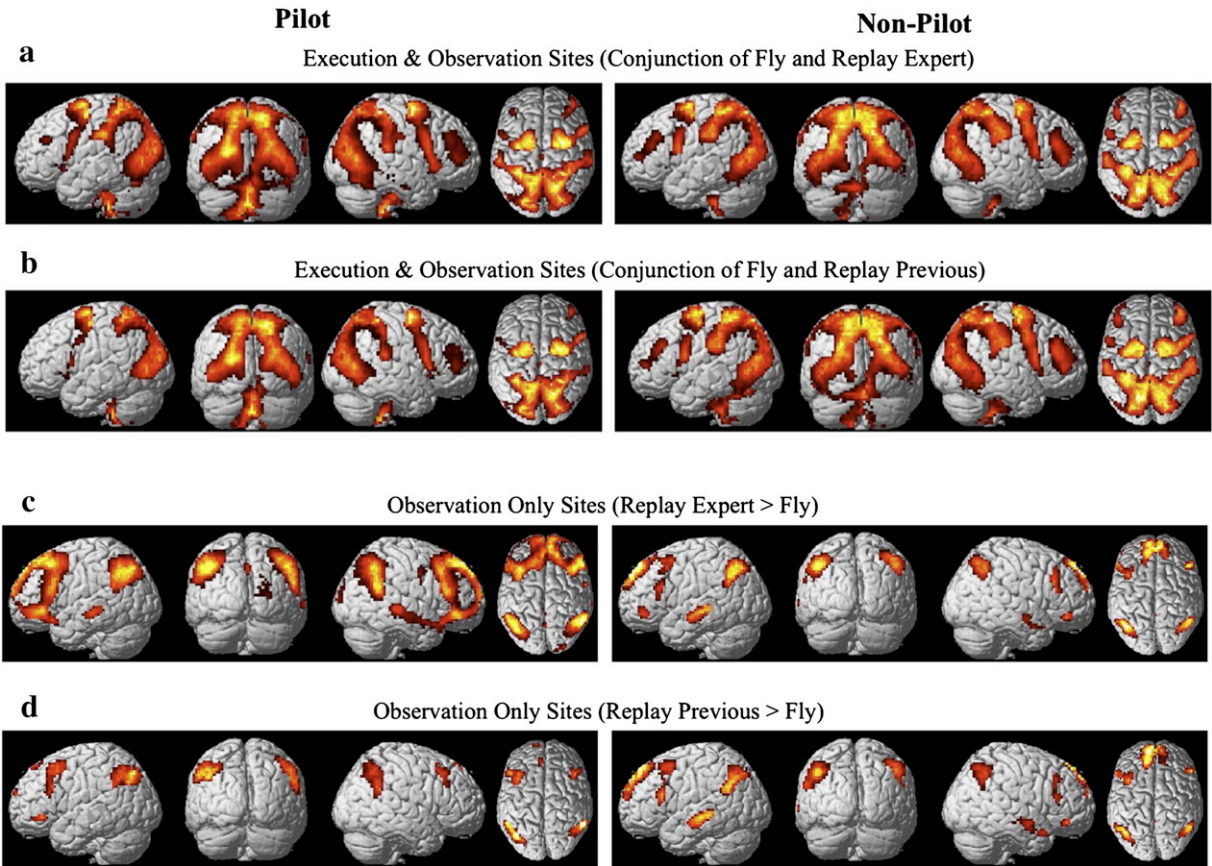 Pilot
Non-Pilot
a
Execution & Observation Sites (Conjunction of Fly and Replay Expert)
b
Execution & Observation Sites (Conjunction of Fly and Replay Previous)
c
Observation Only Sites (Replay Expert > Fly)
d
Observation Only Sites (Replay Previous > Fly)